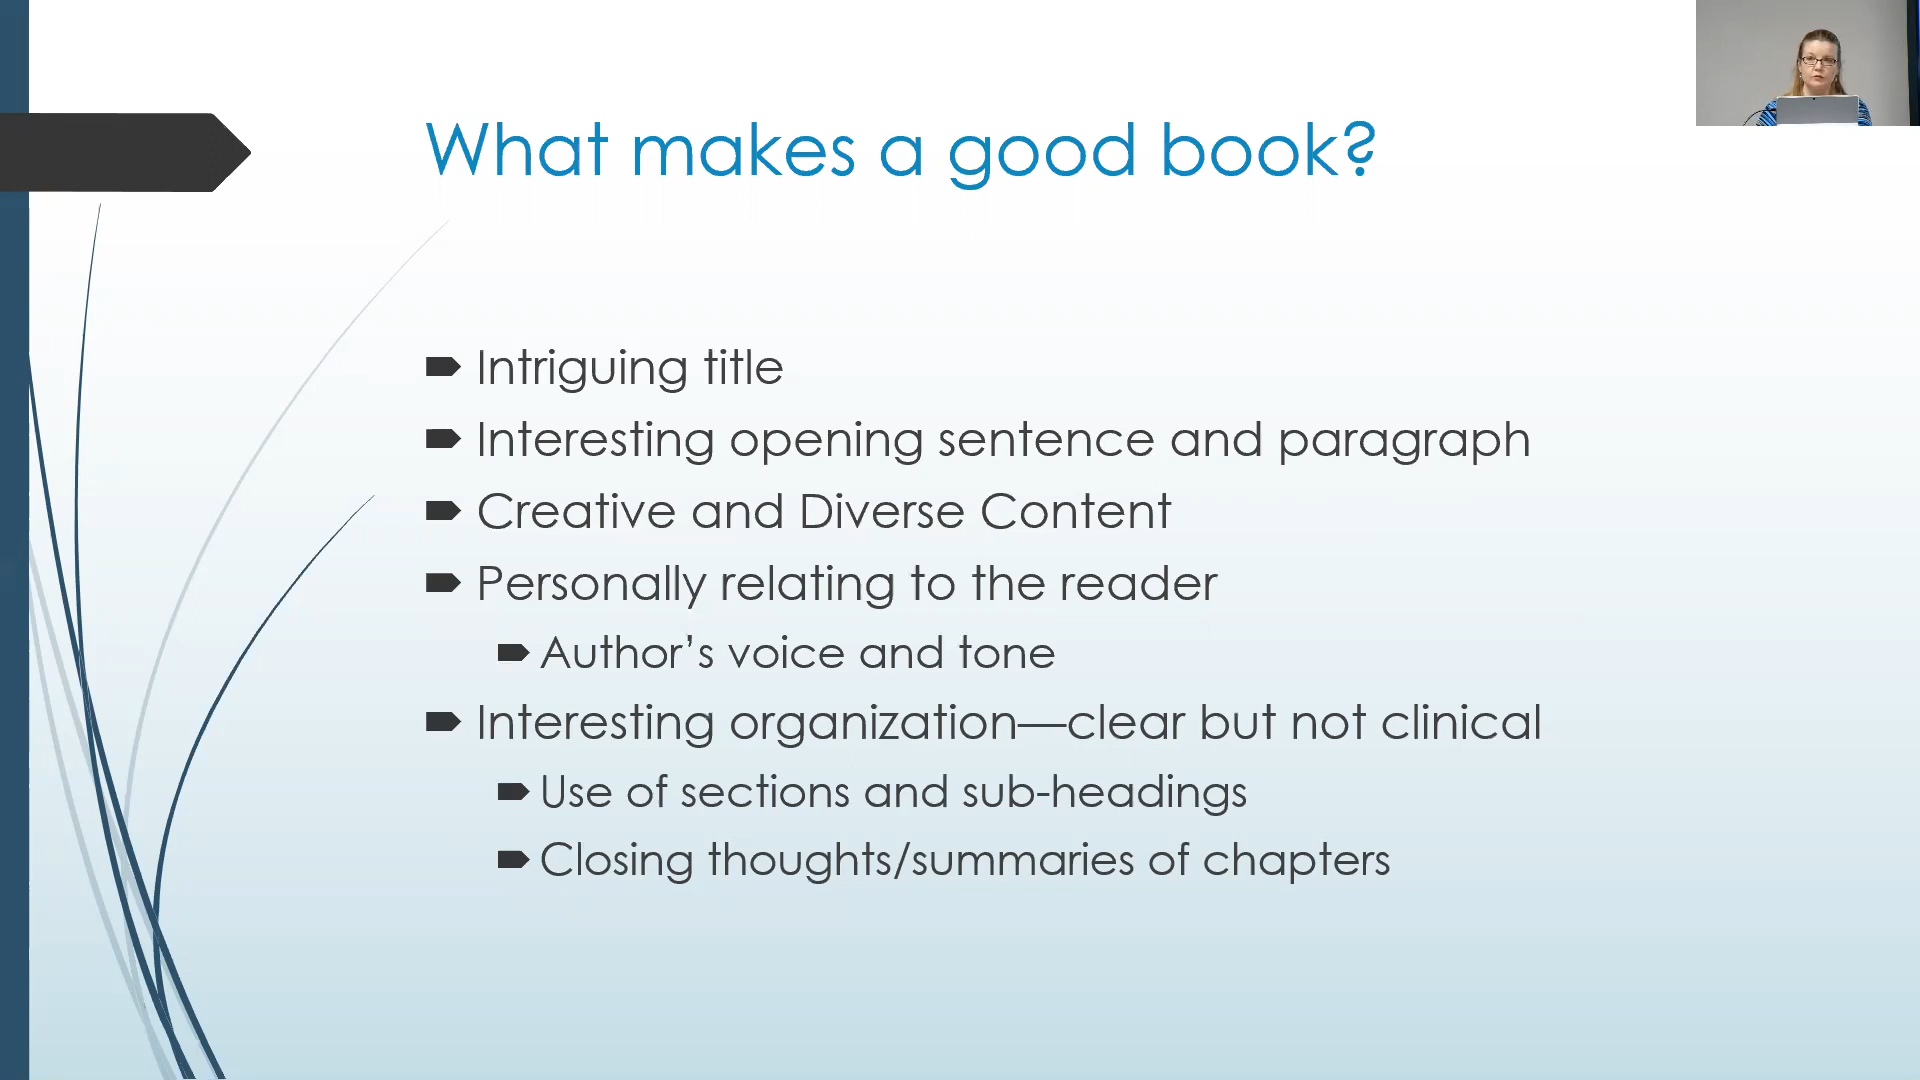 What makes a good book?
Intriguing title
Interesting opening sentence and paragraph
Creative and Diverse Content
Personally relating to the reader
Author’s voice and tone
Interesting organization—clear but not clinical
Use of sections and sub-headings
Closing thoughts/summaries of chapters